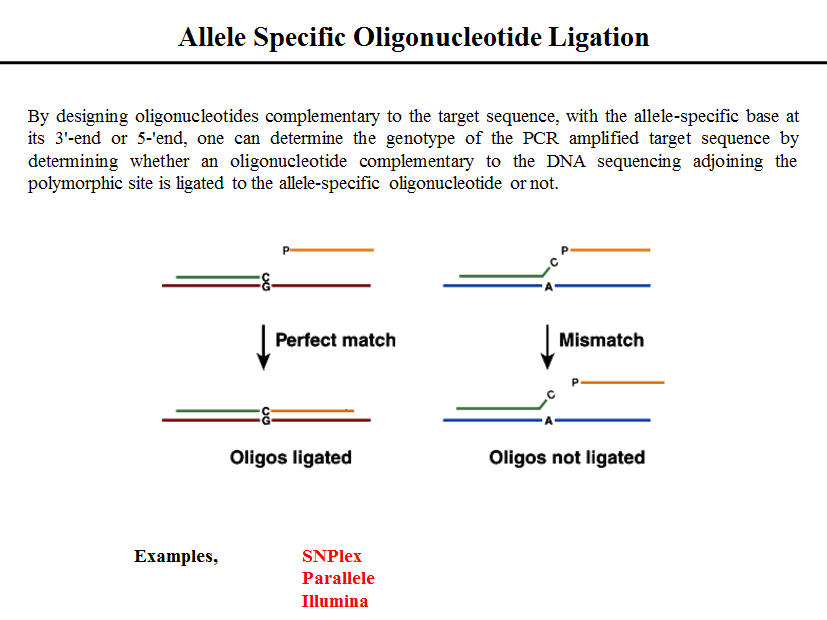 Allele Specific Oligonucleotide Ligation
By designing oligonucleotides complementary to the target sequence, with the allele-specific base at
its 3'-end or 5-'end, one can determine the genotype of the PCR amplified target sequence by
determining whether an oligonucleotide complementary to the DNA sequencing adjoining the
polymorphic site is ligated to the allele-specific oligonucleotide or not.
P
C
G
P
C
A
Perfect match
Mismatch
C
G
P
C
A
Oligos ligated
Oligos not ligated
Examples, SNPlex
Parallele
Illumina